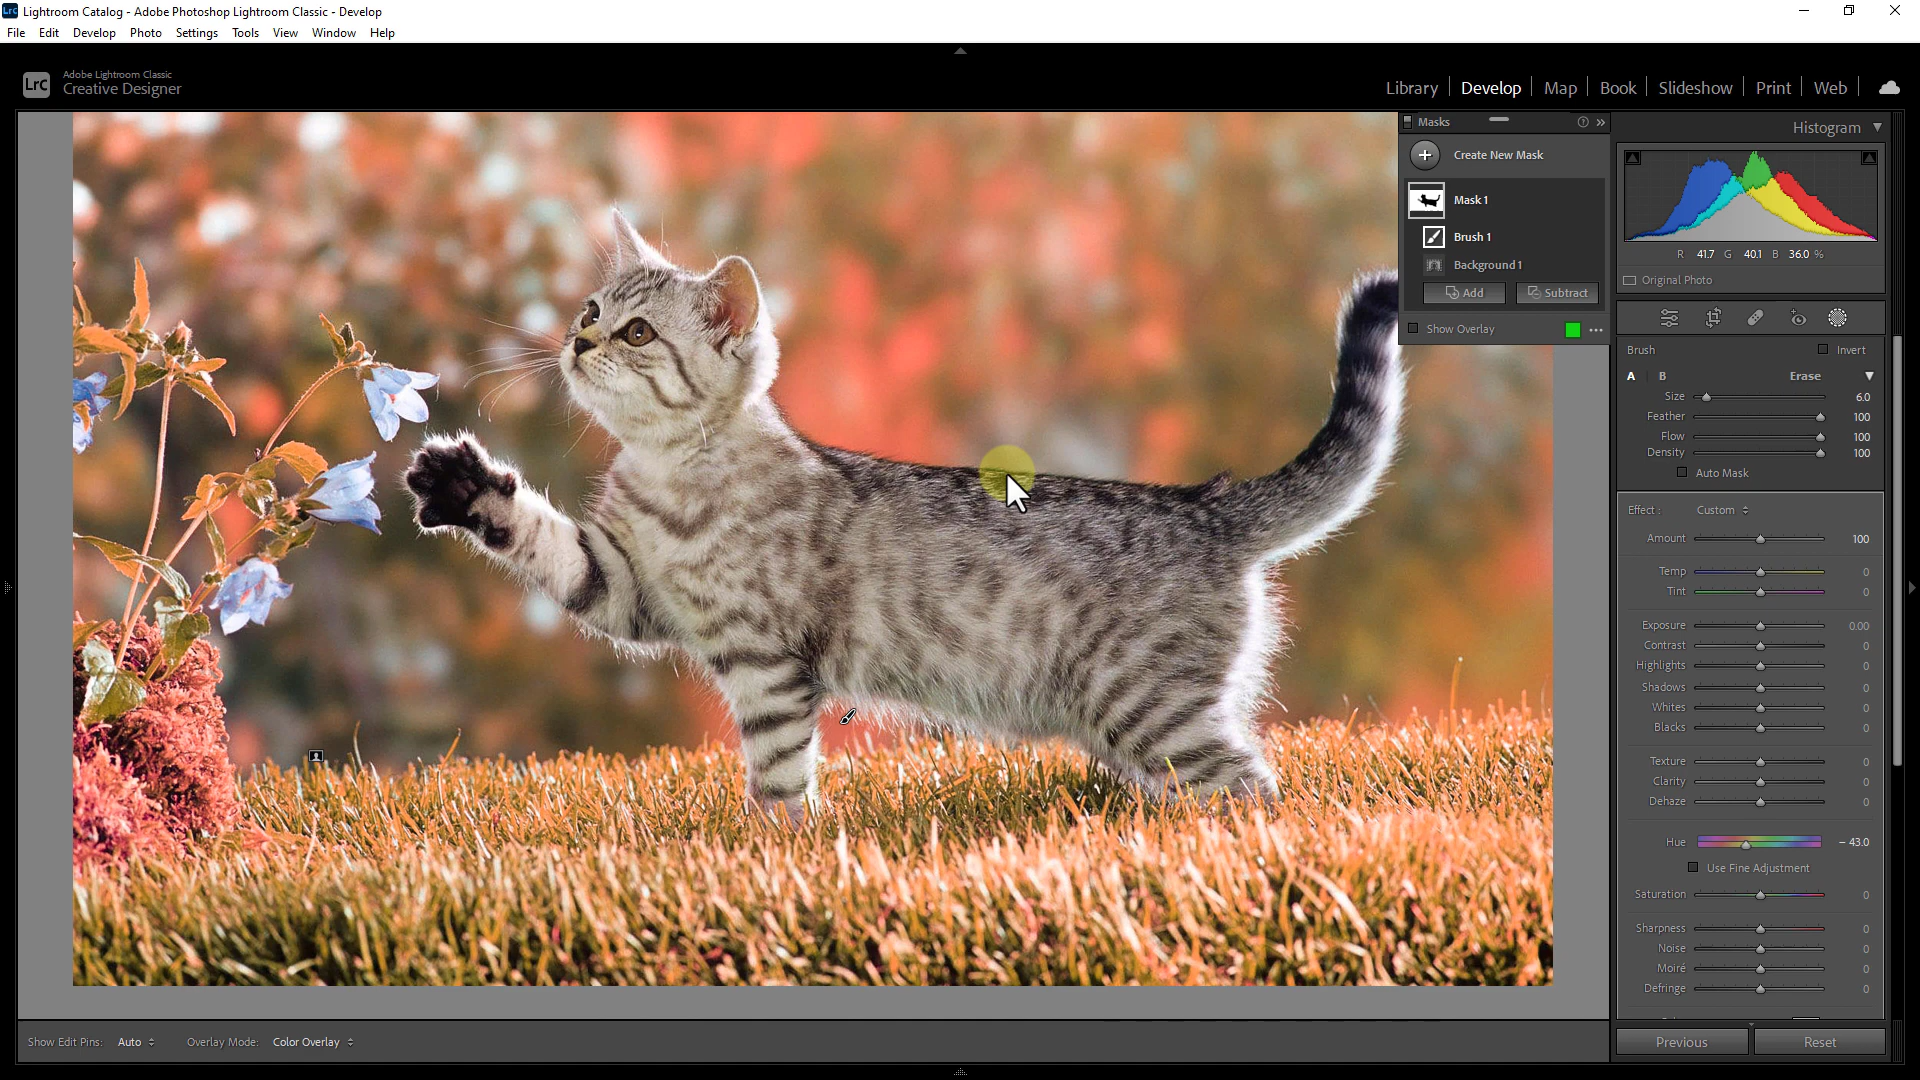 Lrc Lightroom Catalog - Adobe Photoshop Lightroom Classic - Develop
File Edit Develop Photo Settings Tools View Window Help
LrC
Adobe Lightroom Classic
Creative Designer
Library Develop Map Book Slideshow Print Web
Masks
Create New Mask
Mask 1
Brush 1
Background 1
Add Subtract
Show Overlay
Histogram
R 41.7 G 40.1 B 36.0 %
Original Photo
Brush Invert
A B Erase
Size 6.0
Feather 100
Flow 100
Density 100
Auto Mask
Effect : Custom
Amount 100
Temp 0
Tint 0
Exposure 0.00
Contrast 0
Highlights 0
Shadows 0
Whites 0
Blacks 0
Texture 0
Clarity 0
Dehaze 0
Hue – 43.0
Use Fine Adjustment
Saturation 0
Sharpness 0
Noise 0
Moiré 0
Defringe 0
Previous Reset
Show Edit Pins: Auto Overlay Mode: Color Overlay